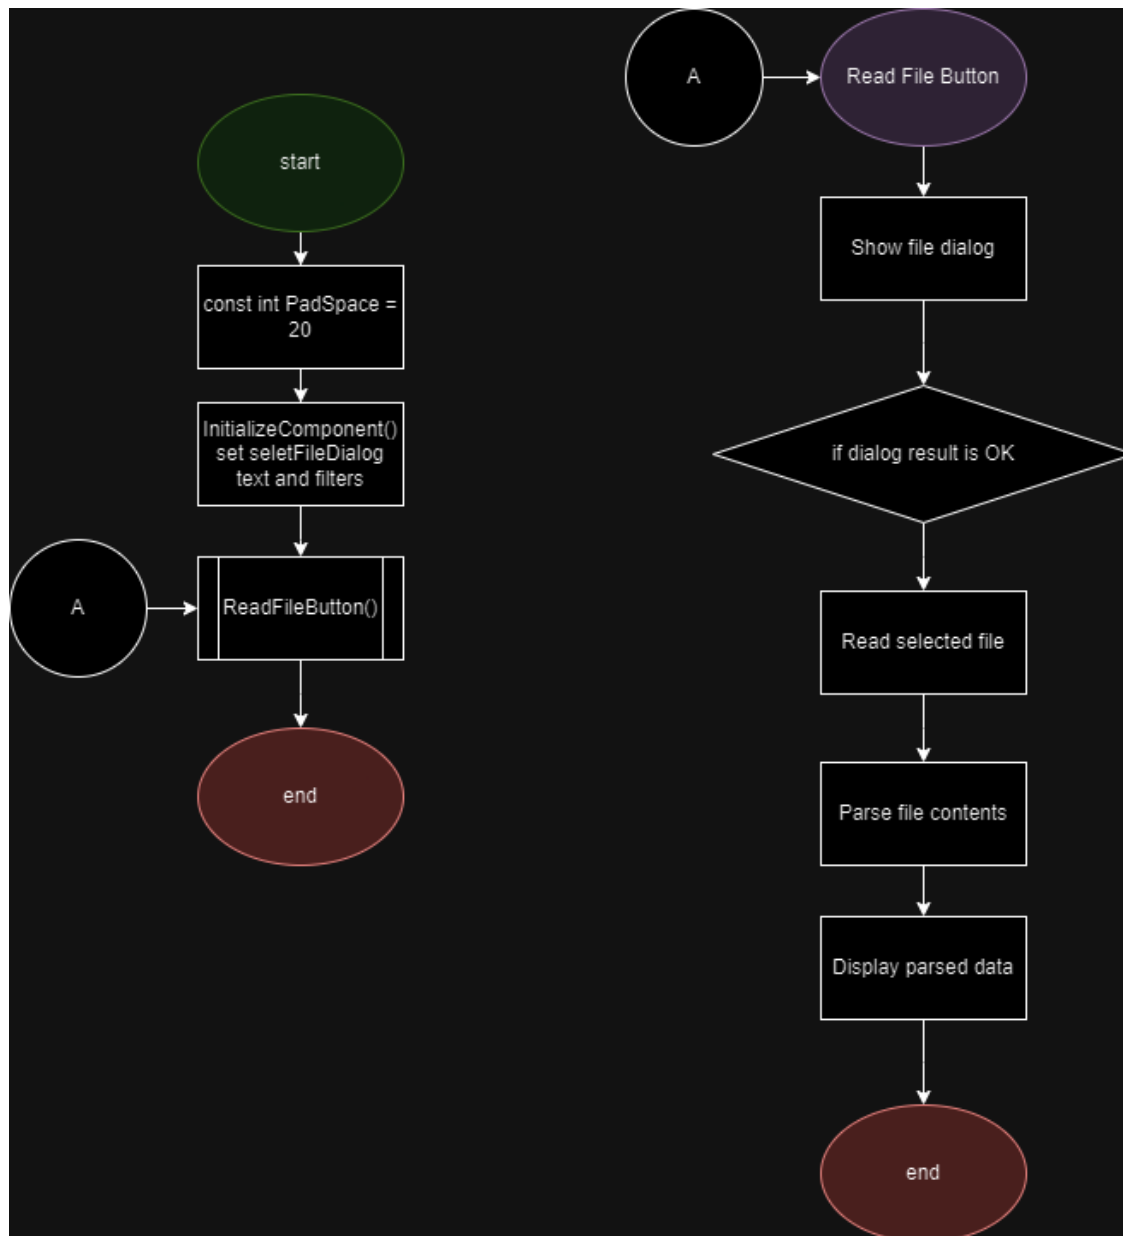 start
const int PadSpace =
20
InitializeComponent()
set seletFileDialog
text and filters
A
ReadFileButton()
end
A
Read File Button
Show file dialog
if dialog result is OK
Read selected file
Parse file contents
Display parsed data
end